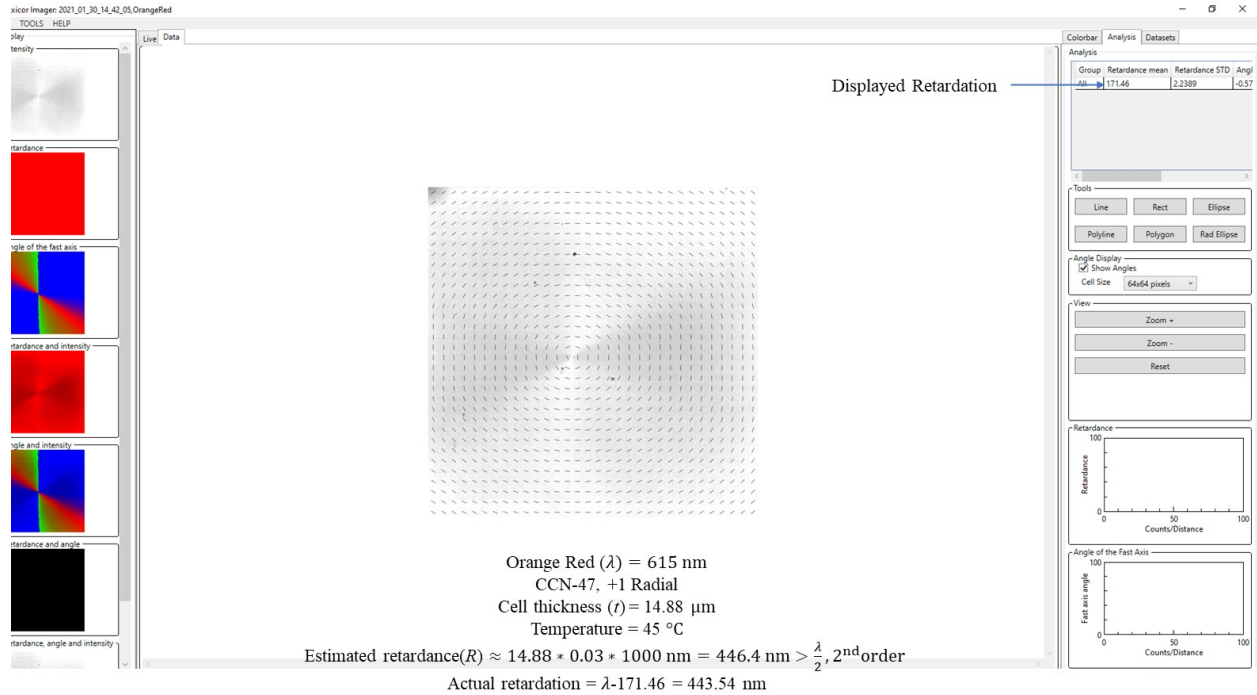 xicor Imager: 2021_01_30_14_42_05,OrangeRed
TOOLS HELP
play
Live Data
Colorbar Analysis Datasets
tensity
Analysis
Group Retardance mean Retardance STD Angl
All 171.46 2.2389 -0.57
Displayed Retardation
etardance
Tools
Line Rect Ellipse
Polyline Polygon Rad Ellipse
ngle of the fast axis
Angle Display
Show Angles
Cell Size 64x64 pixels
View
Zoom +
Zoom -
Reset
etardance and intensity
ngle and intensity
Retardance
100
Retardance
0
0 50 100
Counts/Distance
etardance and angle
Angle of the Fast Axis
100
Fast axis angle
0
0 50 100
Counts/Distance
etardance, angle and intensity
Orange Red (λ) = 615 nm
CCN-47, +1 Radial
Cell thickness (t) = 14.88 μm
Temperature = 45 °C
Estimated retardance(R) ≈ 14.88 ∗ 0.03 ∗ 1000 nm = 446.4 nm > λ/2, 2nd order
Actual retardation = λ-171.46 = 443.54 nm